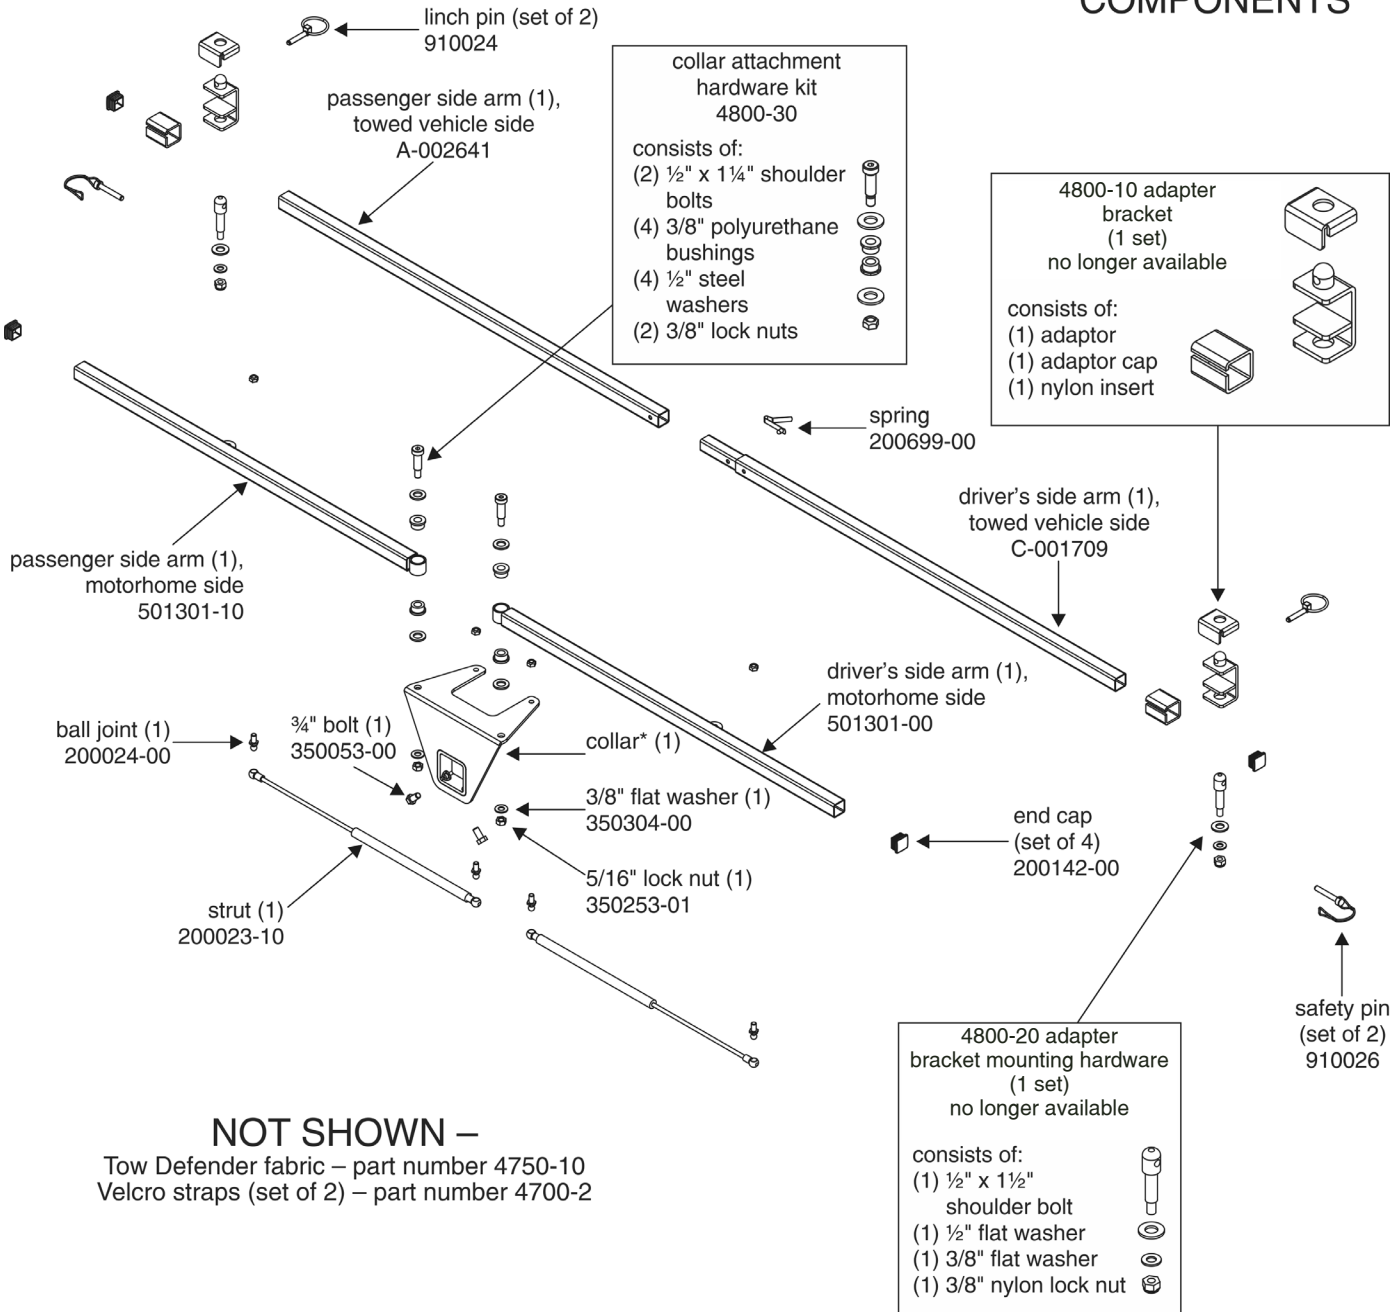 COMPONENTS
linch pin (set of 2)
910024
passenger side arm (1),
towed vehicle side
A-002641
collar attachment
hardware kit
4800-30
consists of:
(2) ½" x 1¼" shoulder
bolts
(4) 3/8" polyurethane
bushings
(4) ½" steel
washers
(2) 3/8" lock nuts
4800-10 adapter
bracket
(1 set)
no longer available
consists of:
(1) adaptor
(1) adaptor cap
(1) nylon insert
spring
200699-00
driver's side arm (1),
towed vehicle side
C-001709
passenger side arm (1),
motorhome side
501301-10
driver's side arm (1),
motorhome side
501301-00
ball joint (1)
200024-00
¾" bolt (1)
350053-00
collar* (1)
3/8" flat washer (1)
350304-00
end cap
(set of 4)
200142-00
5/16" lock nut (1)
350253-01
strut (1)
200023-10
safety pin
(set of 2)
910026
4800-20 adapter
bracket mounting hardware
(1 set)
no longer available
consists of:
(1) ½" x 1½"
shoulder bolt
(1) ½" flat washer
(1) 3/8" flat washer
(1) 3/8" nylon lock nut
NOT SHOWN –
Tow Defender fabric – part number 4750-10
Velcro straps (set of 2) – part number 4700-2